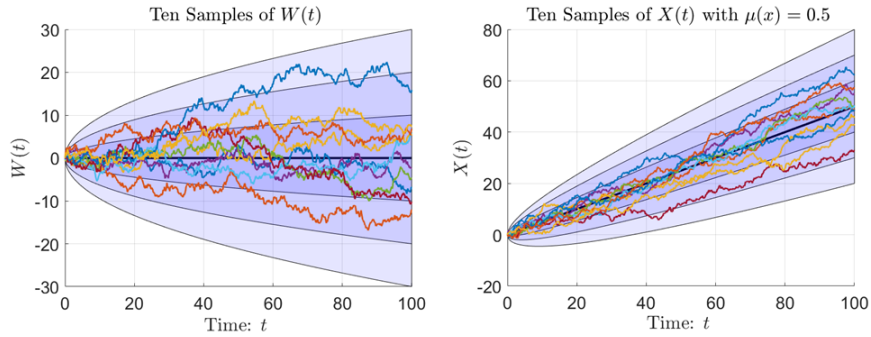 Ten Samples of W(t)
30
20
10
0
-10
-20
-30
W(t)
0 20 40 60 80 100
Time: t
Ten Samples of X(t) with μ(x) = 0.5
80
60
40
20
0
-20
X(t)
0 20 40 60 80 100
Time: t